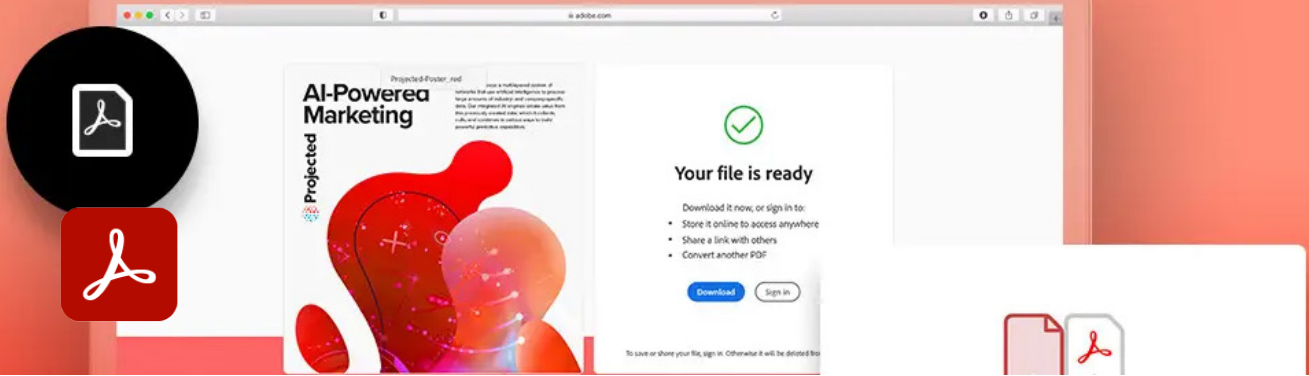 adobe.com
Projected-Poster_red
AI-Powered
Marketing
Projected
Your file is ready
Download it now, or sign in to:
• Store it online to access anywhere
• Share a link with others
• Convert another PDF
Download
Sign in
To save or share your file, sign in. Otherwise it will be deleted